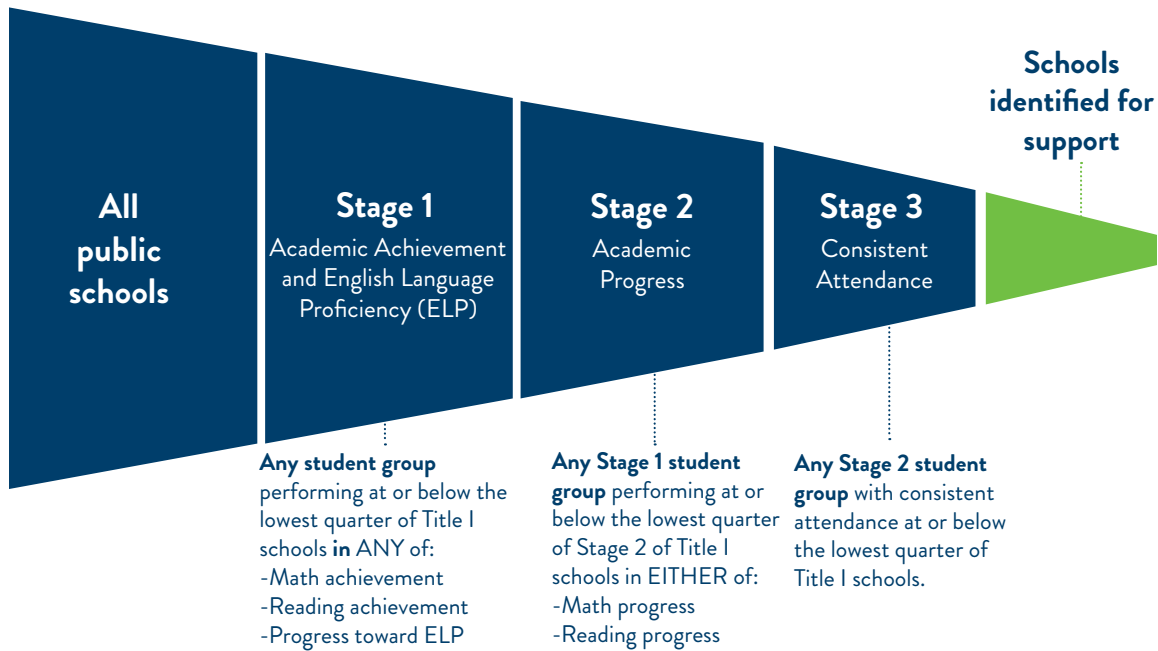 All
public
schools
Stage 1
Academic Achievement
and English Language
Proficiency (ELP)
Stage 2
Academic
Progress
Stage 3
Consistent
Attendance
Schools
identified for
support
Any student group
performing at or below the
lowest quarter of Title I
schools in ANY of:
-Math achievement
-Reading achievement
-Progress toward ELP
Any Stage 1 student
group performing at or
below the lowest quarter
of Stage 2 of Title I
schools in EITHER of:
-Math progress
-Reading progress
Any Stage 2 student
group with consistent
attendance at or below
the lowest quarter of
Title I schools.